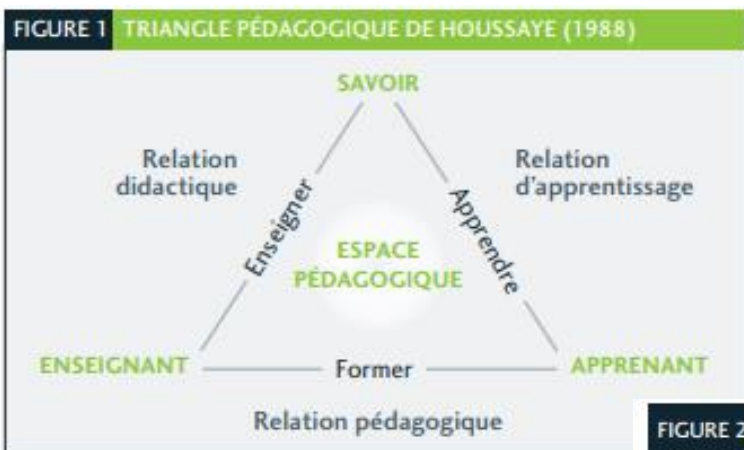 FIGURE 1 TRIANGLE PÉDAGOGIQUE DE HOUSSAYE (1988)
SAVOIR
Relation
didactique
Relation
d'apprentissage
Enseigner
Apprendre
ESPACE
PÉDAGOGIQUE
ENSEIGNANT
Former
APPRENANT
Relation pédagogique
FIGURE 2